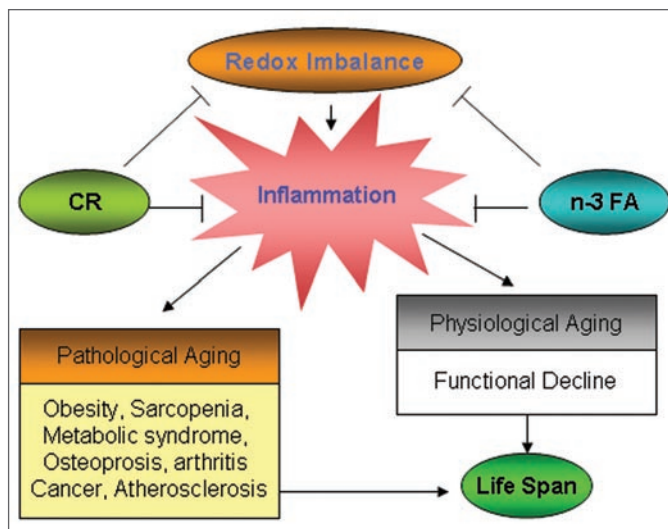 Redox Imbalance
CR
Inflammation
n-3 FA
Pathological Aging
Obesity, Sarcopenia,
Metabolic syndrome,
Osteoprosis, arthritis
Cancer, Atherosclerosis
Physiological Aging
Functional Decline
Life Span